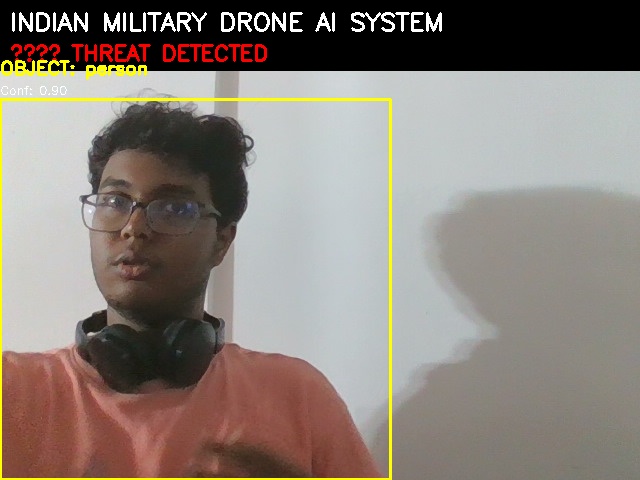 INDIAN MILITARY DRONE AI SYSTEM
???? THREAT DETECTED
OBJECT: person
Conf: 0.90